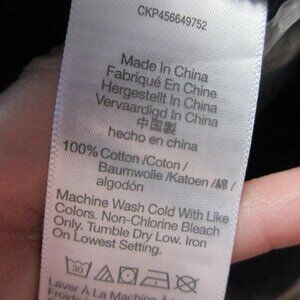 CKP456649752
Made In China
Fabriqué En Chine
Hergestellt In China
Vervaardigd In China
中國製
hecho en china
100% Cotton /Coton /
Baumwolle /Katoen /綿/
algodón
Machine Wash Cold With Like
Colors. Non-Chlorine Bleach
Only. Tumble Dry Low. Iron
On Lowest Setting.
30
Laver À La Machine À
Froide